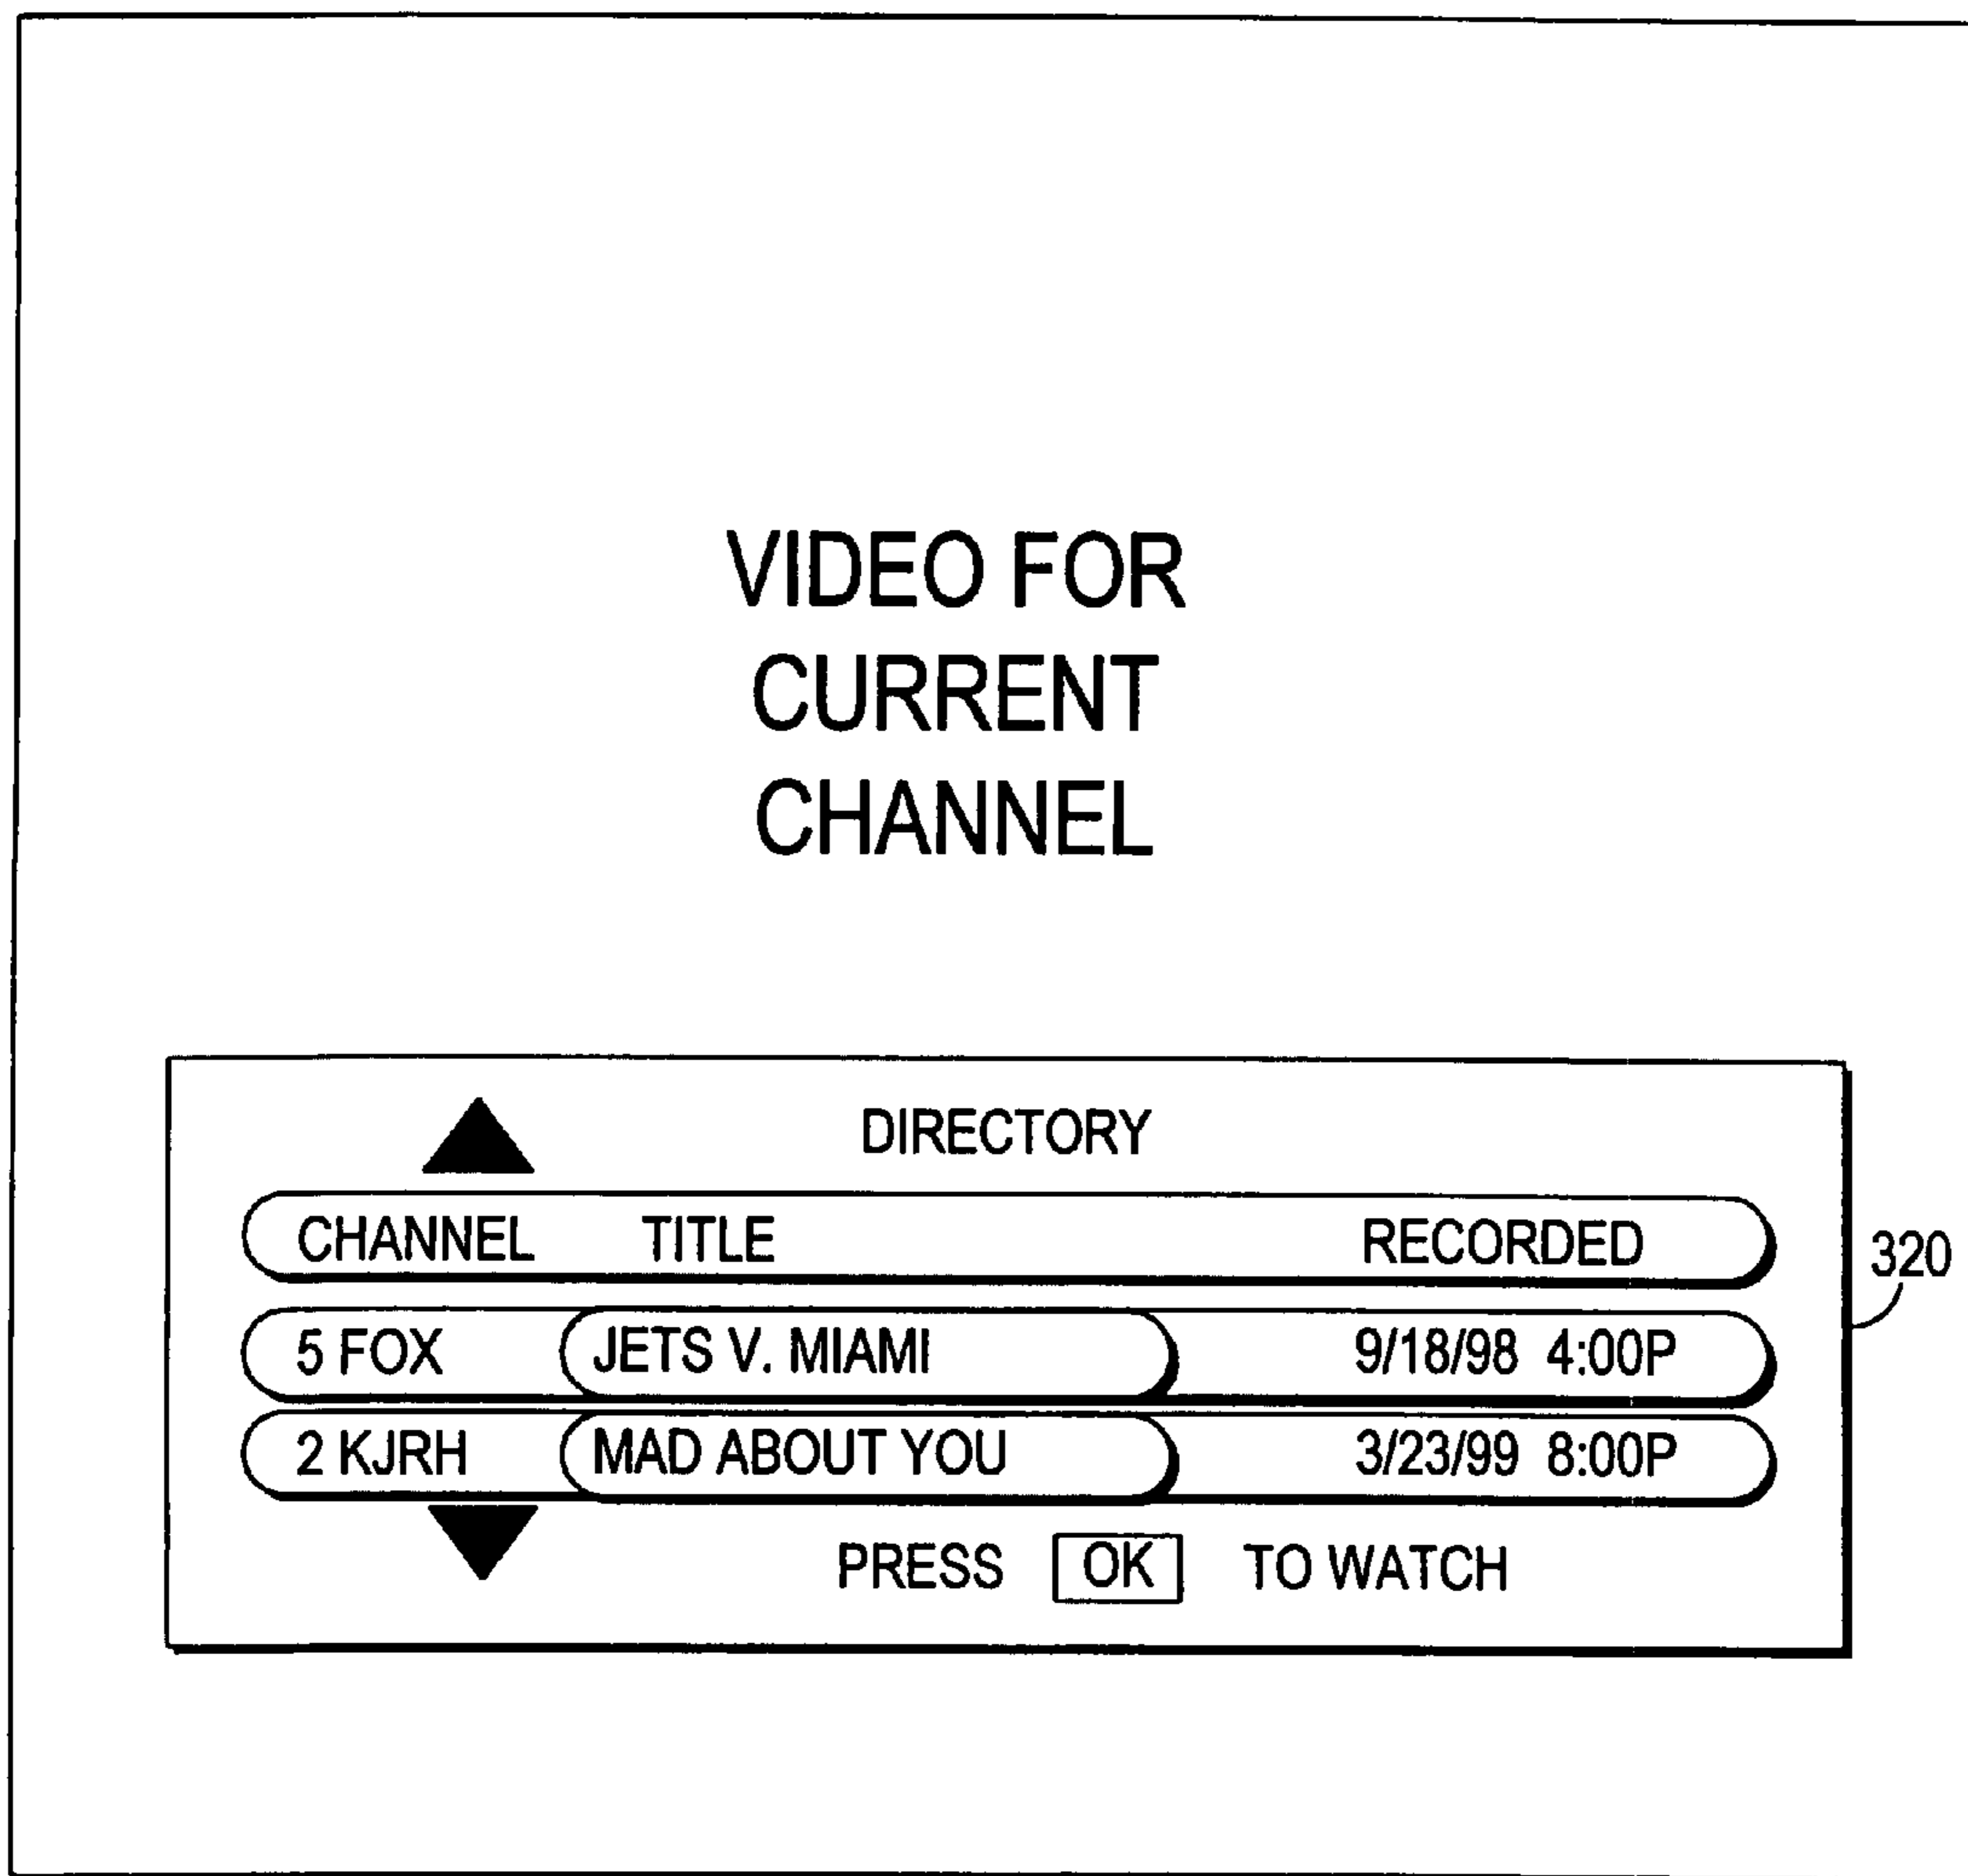 VIDEO FOR
CURRENT
CHANNEL
DIRECTORY
CHANNEL TITLE RECORDED
320
5 FOX JETS V. MIAMI 9/18/98 4:00P
2 KJRH MAD ABOUT YOU 3/23/99 8:00P
PRESS OK TO WATCH